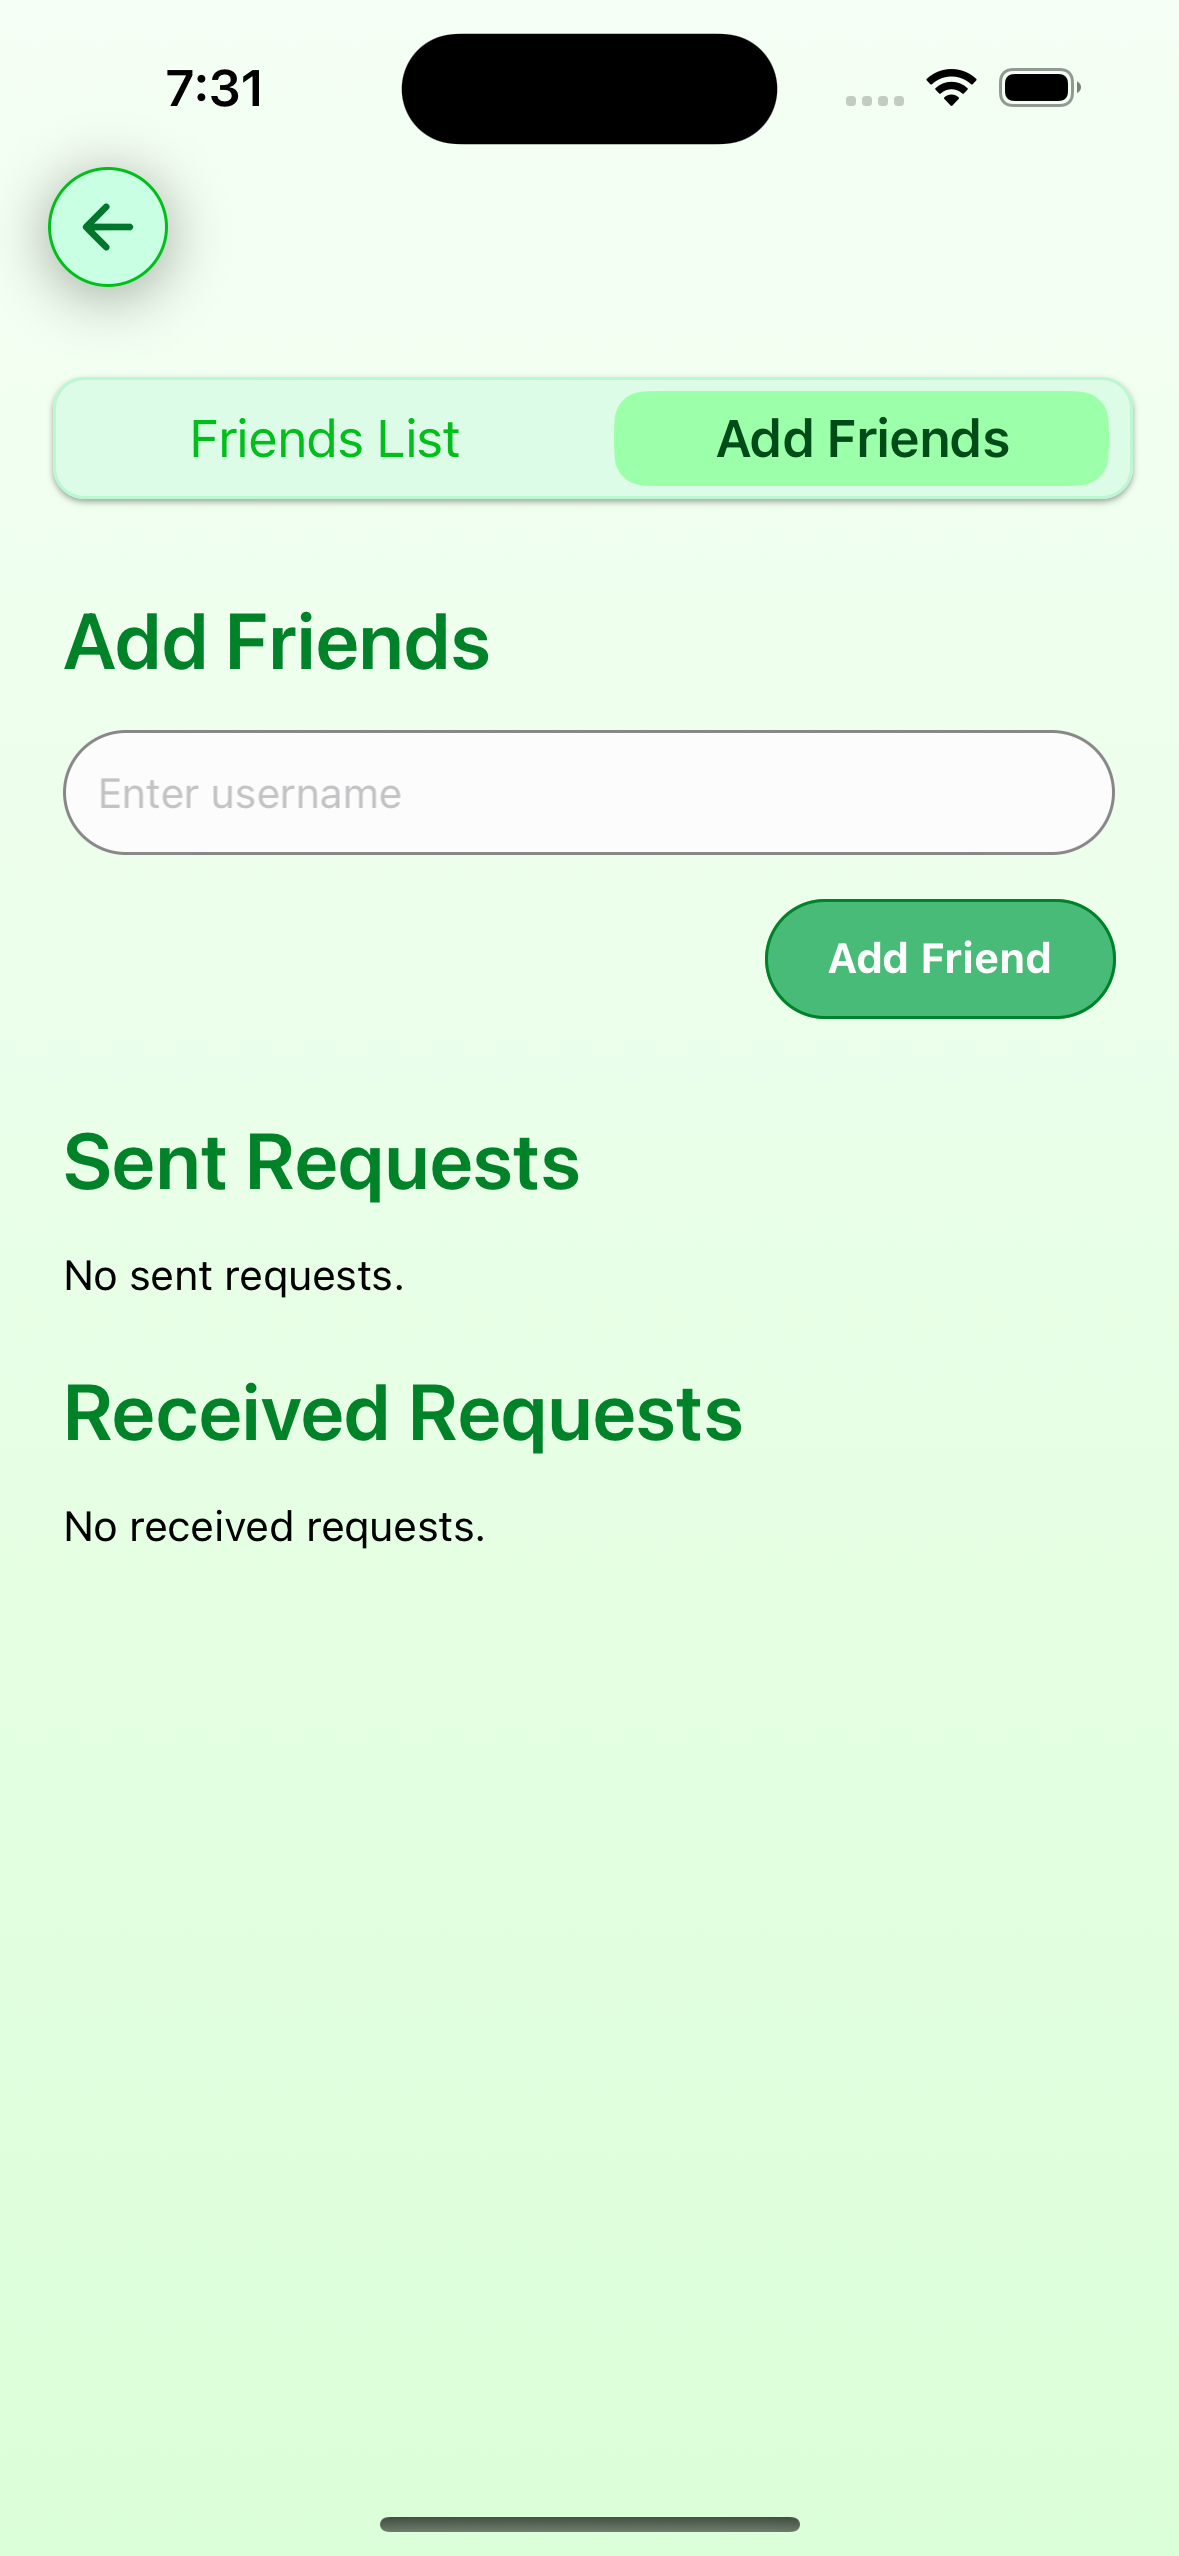 7:31
Friends List
Add Friends
Add Friends
Enter username
Add Friend
Sent Requests
No sent requests.
Received Requests
No received requests.